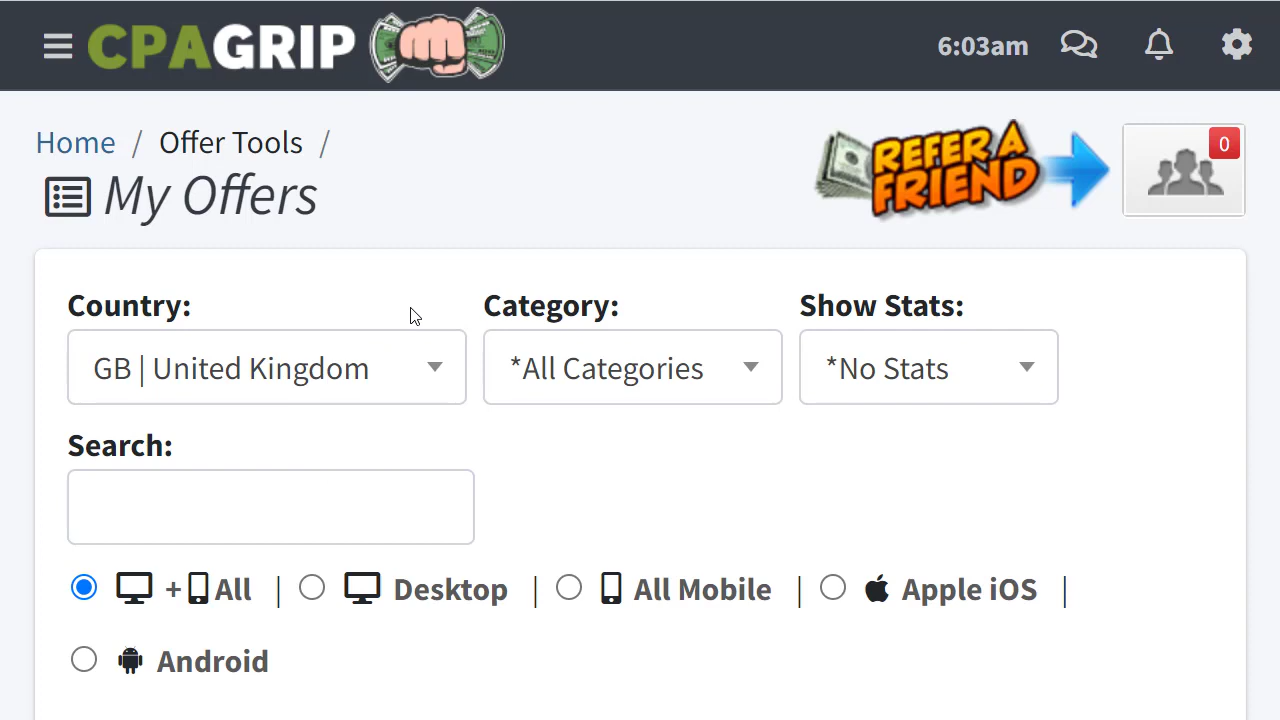 CPAGRIP
6:03am
Home / Offer Tools /
My Offers
REFER A
FRIEND
0
Country: Category: Show Stats:
GB | United Kingdom *All Categories *No Stats
Search:
+ All | Desktop | All Mobile | Apple iOS |
Android